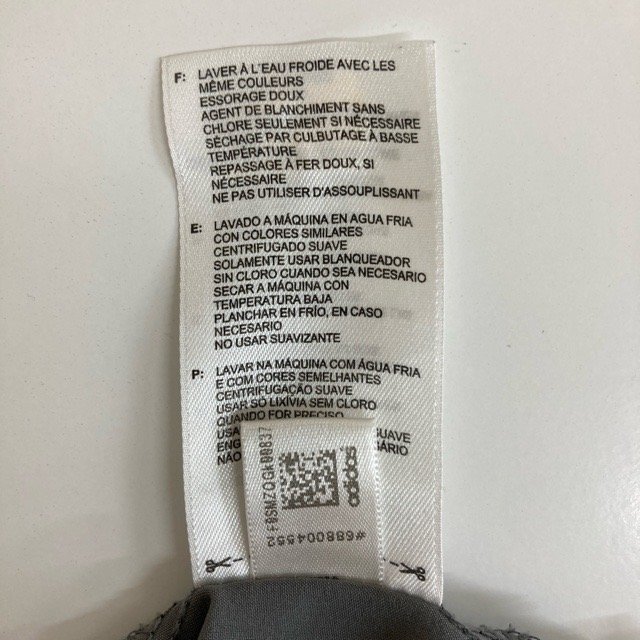 F: LAVER À L'EAU FROIDE AVEC LES
MÊME COULEURS
ESSORAGE DOUX
AGENT DE BLANCHIMENT SANS
CHLORE SEULEMENT SI NÉCESSAIRE
SÉCHAGE PAR CULBUTAGE À BASSE
TEMPÉRATURE
REPASSAGE À FER DOUX, SI
NÉCESSAIRE
NE PAS UTILISER D'ASSOUPLISSANT
E: LAVADO A MÁQUINA EN AGUA FRIA
CON COLORES SIMILARES
CENTRIFUGADO SUAVE
SOLAMENTE USAR BLANQUEADOR
SIN CLORO CUANDO SEA NECESARIO
SECAR A MÁQUINA CON
TEMPERATURA BAJA
PLANCHAR EN FRÍO, EN CASO
NECESARIO
NO USAR SUAVIZANTE
P: LAVAR NA MÁQUINA COM ÁGUA FRIA
E COM CORES SEMELHANTES
CENTRIFUGAÇÃO SUAVE
USAR SÓ LIXÍVIA SEM CLORO
QUANDO FOR PRECISO
SUAVE
NÃO
adidas